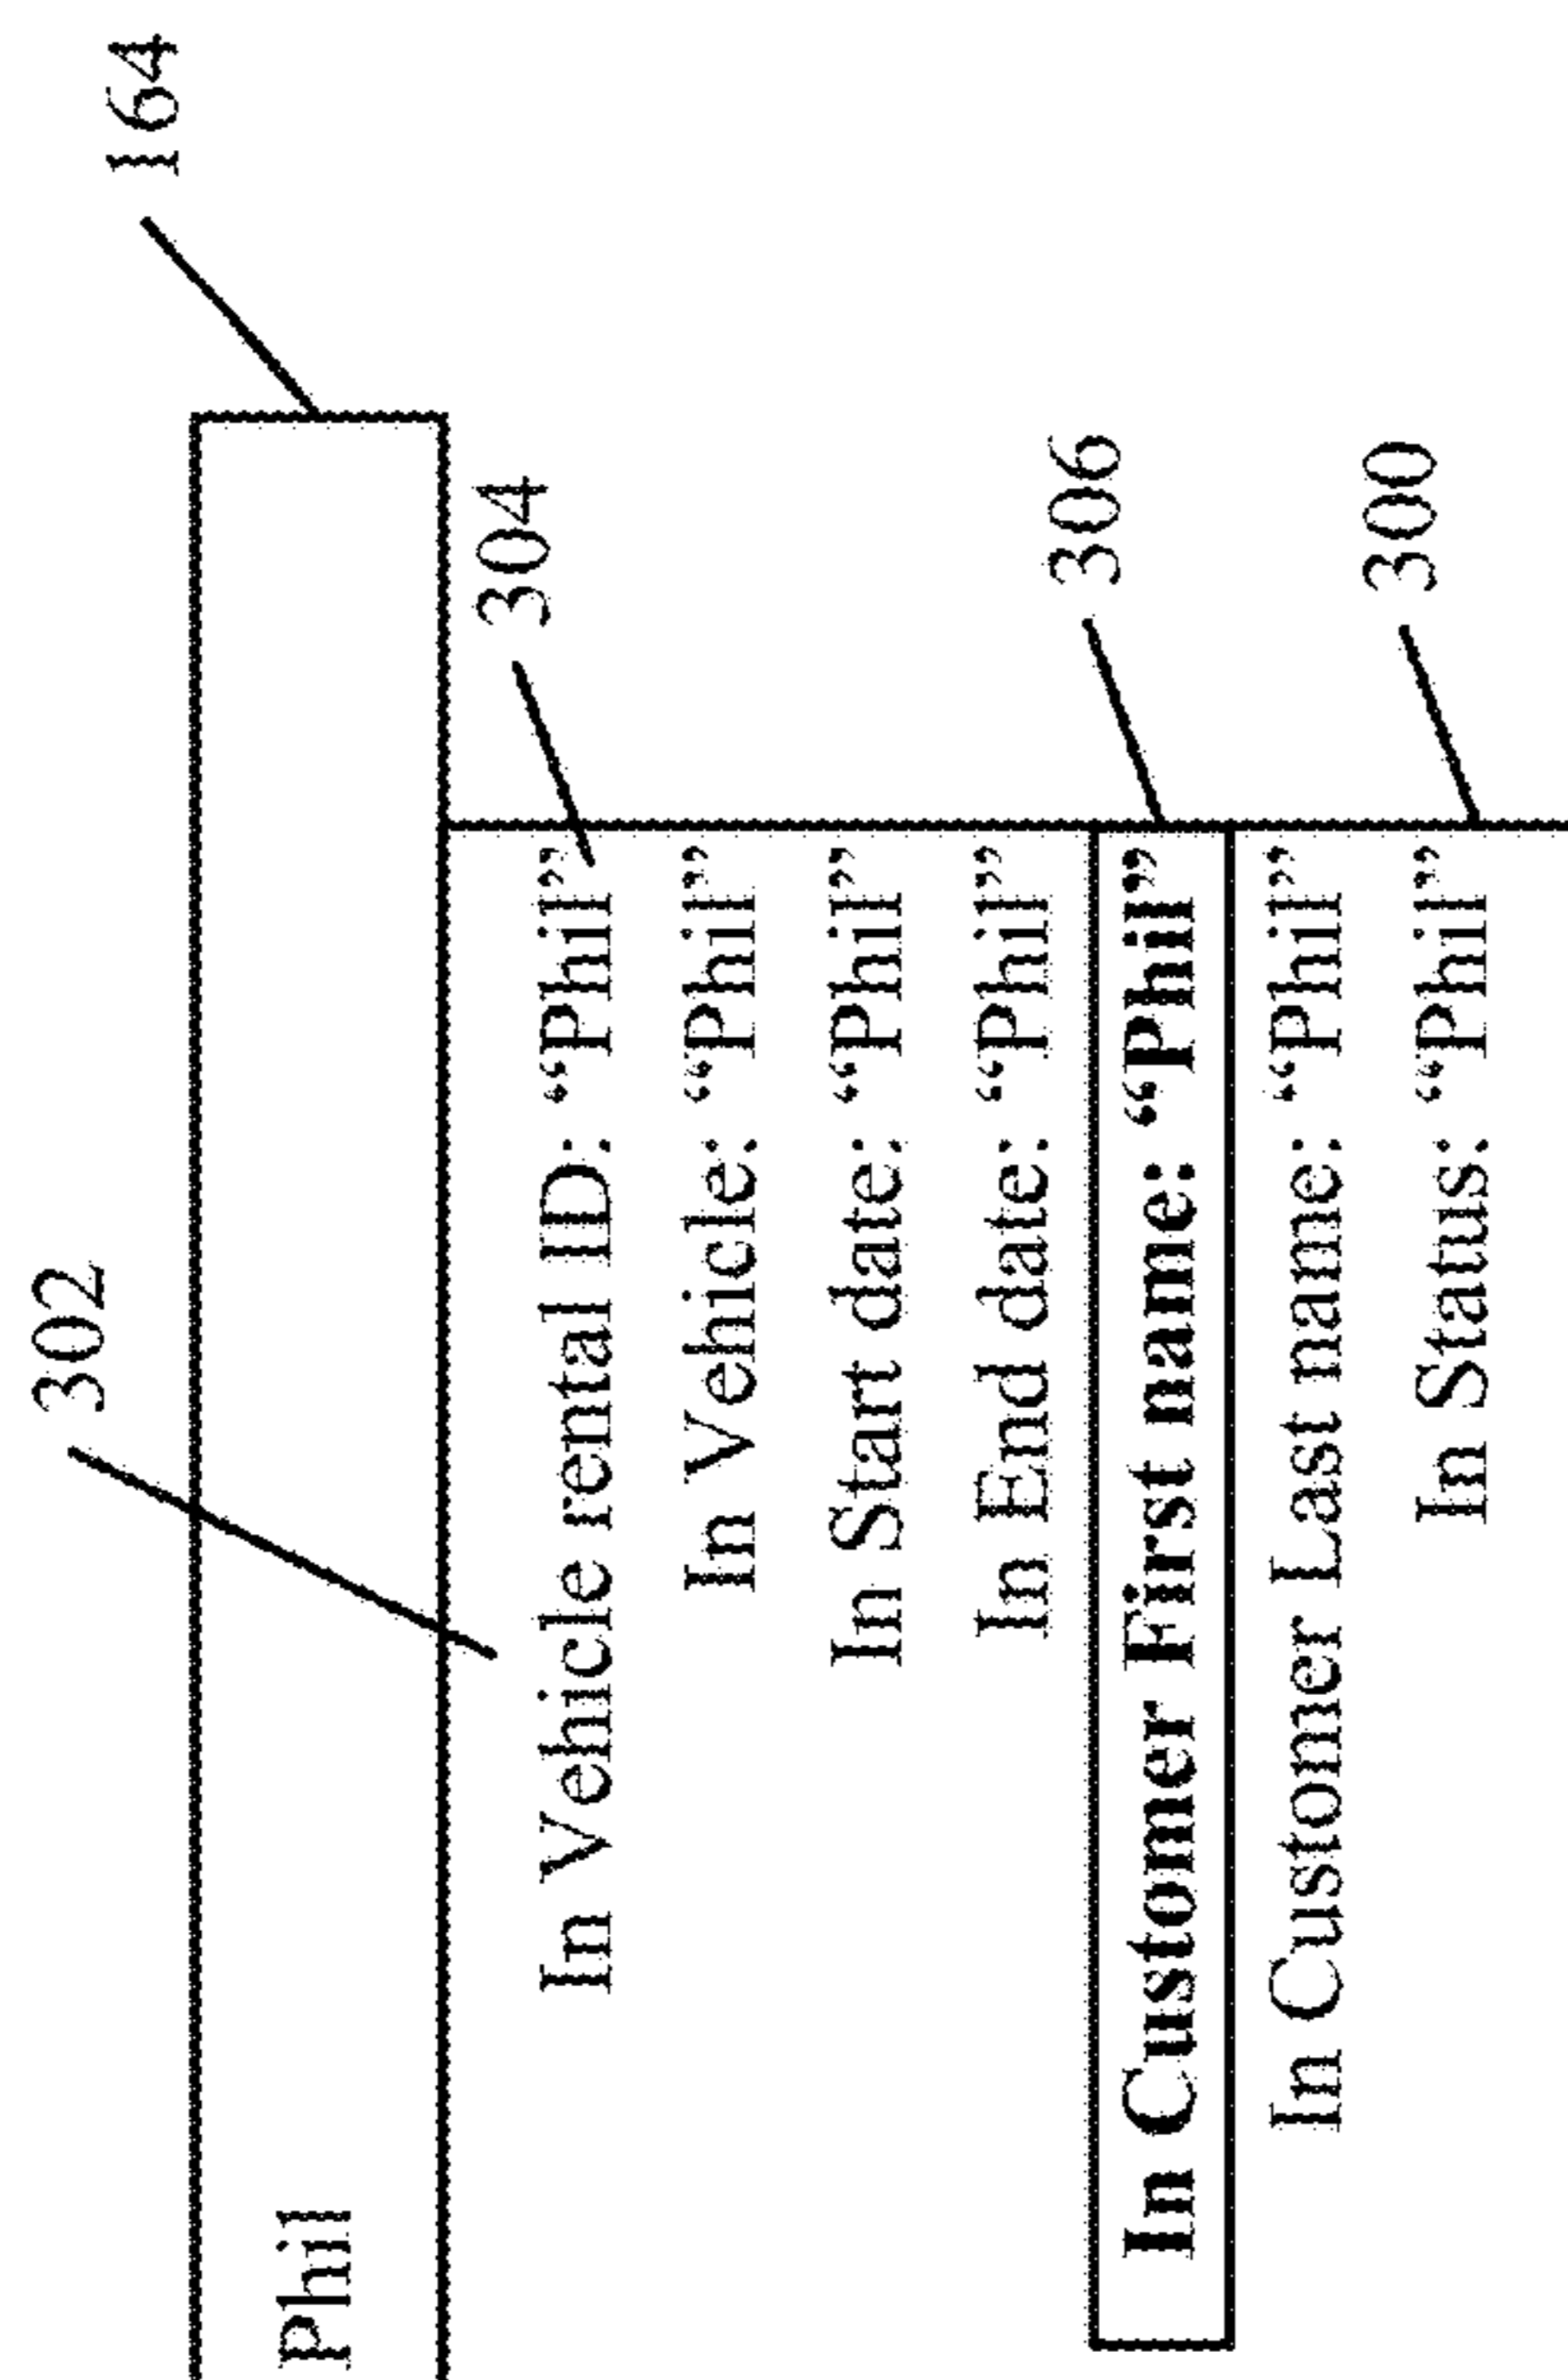 302
164
Phil
304
In Vehicle rental ID: “Phil”
In Vehicle: “Phil”
In Start date: “Phil”
In End date: “Phil”
306
In Customer First name: “Phil”
In Customer Last name: “Phil”
300
In Status: “Phil”